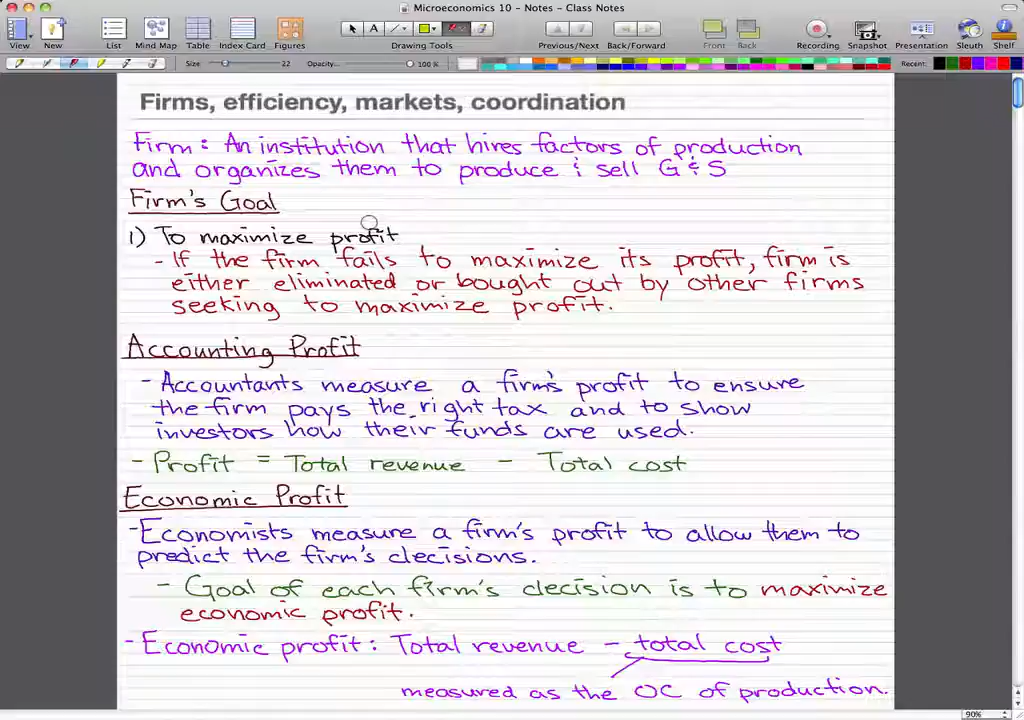 Microeconomics 10 - Notes - Class Notes
View New List Mind Map Table Index Card Figures Drawing Tools Previous/Next Back/Forward Front Back Recording Snapshot Presentation Sleuth Shelf
Size 22 Opacity... 100 % Recent:
Firms, efficiency, markets, coordination
Firm: An institution that hires factors of production
and organizes them to produce & sell G & S
Firm's Goal
1) To maximize profit
- If the firm fails to maximize its profit, firm is
either eliminated or bought out by other firms
seeking to maximize profit.
Accounting Profit
- Accountants measure a firm's profit to ensure
the firm pays the right tax and to show
investors how their funds are used.
- Profit = Total revenue - Total cost
Economic Profit
- Economists measure a firm's profit to allow them to
predict the firm's decisions.
- Goal of each firm's decision is to maximize
economic profit.
- Economic profit: Total revenue - total cost
measured as the OC of production.
90%